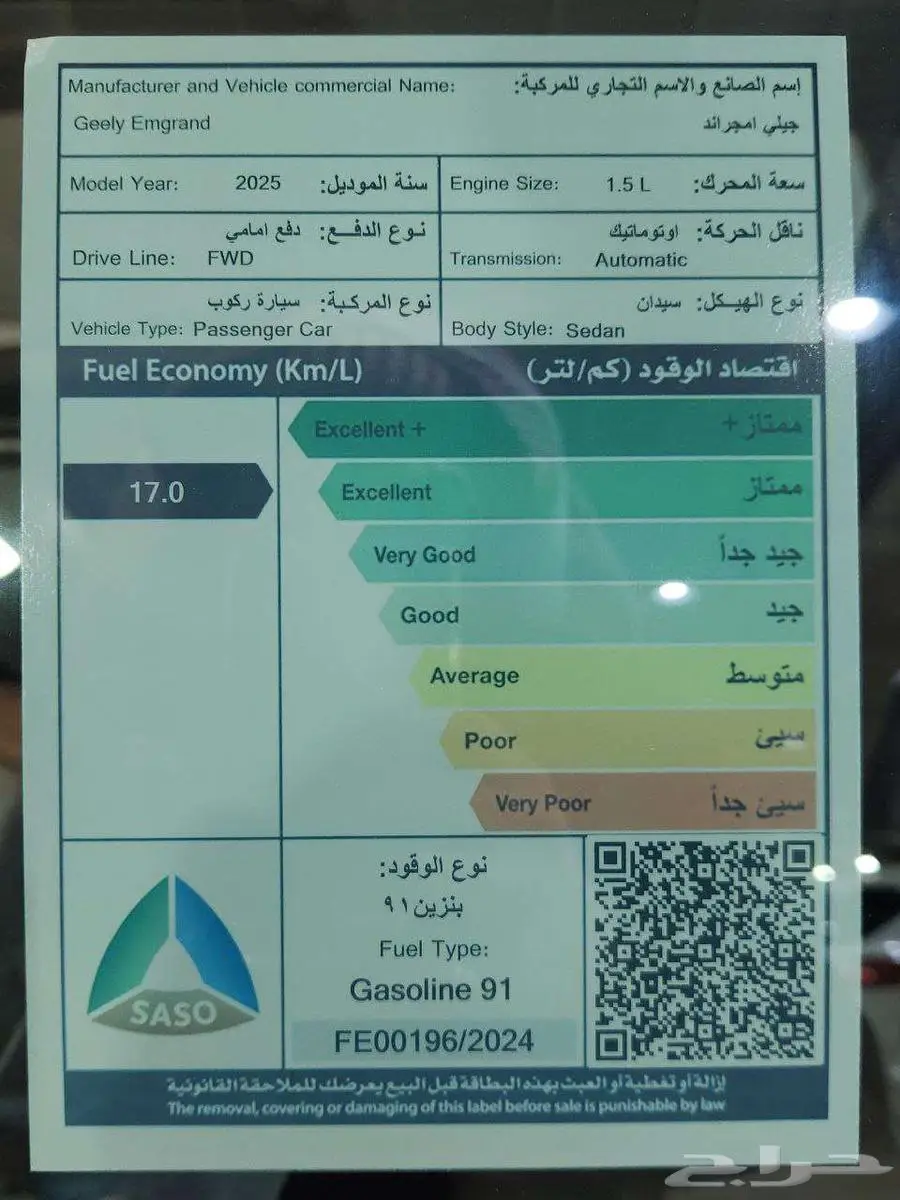 Manufacturer and Vehicle commercial Name: إسم الصانع والاسم التجاري للمركبة:
Geely Emgrand جيلي امجراند
Model Year: 2025 سنة الموديل:
Engine Size: 1.5 L سعة المحرك:
نوع الدفع: دفع امامي
Drive Line: FWD
ناقل الحركة: اوتوماتيك
Transmission: Automatic
نوع المركبة: سيارة ركوب
Vehicle Type: Passenger Car
نوع الهيكل: سيدان
Body Style: Sedan
Fuel Economy (Km/L) اقتصاد الوقود (كم/لتر)
Excellent + ممتاز+
17.0
Excellent ممتاز
Very Good جيد جداً
Good جيد
Average متوسط
Poor سيئ
Very Poor سيئ جداً
SASO
نوع الوقود:
بنزين ٩١
Fuel Type:
Gasoline 91
FE00196/2024
إزالة أو تغطية أو العبث بهذه البطاقة قبل البيع يعرضك للملاحقة القانونية
The removal, covering or damaging of this label before sale is punishable by law
حراج